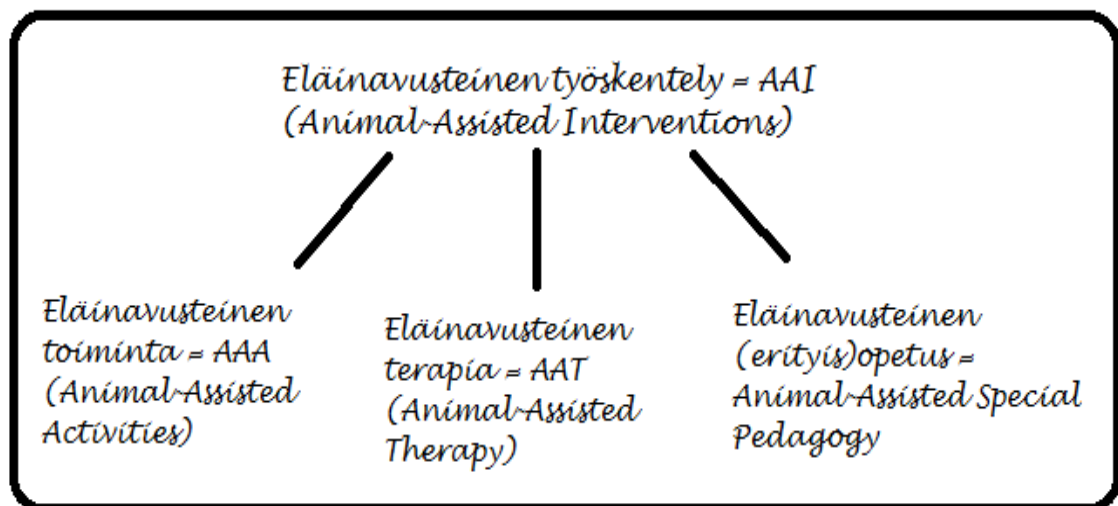 Eläinavusteinen työskentely = AAI
(Animal-Assisted Interventions)
Eläinavusteinen
toiminta = AAA
(Animal-Assisted
Activities)
Eläinavusteinen
terapia = AAT
(Animal-Assisted
Therapy)
Eläinavusteinen
(erityis)opetus =
Animal-Assisted Special
Pedagogy